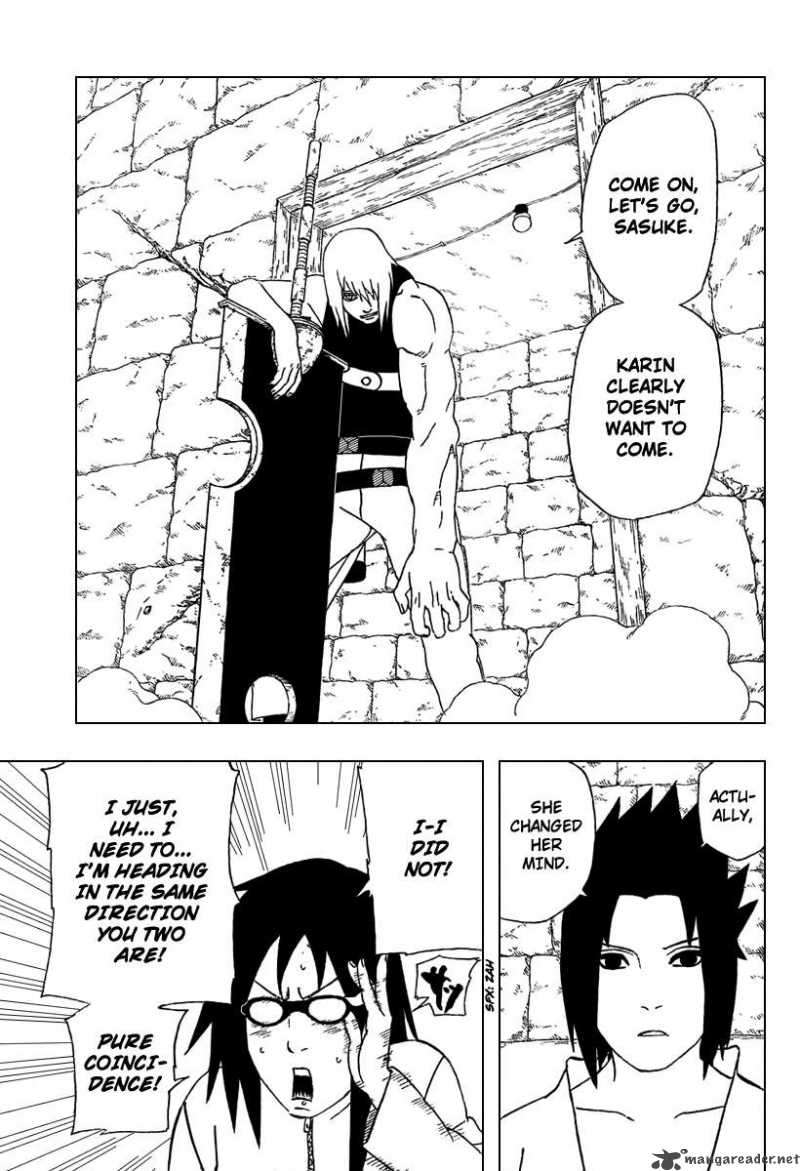 COME ON,
LET'S GO,
SASUKE.
KARIN
CLEARLY
DOESN'T
WANT TO
COME.
ACTU-
ALLY,
SHE
CHANGED
HER
MIND.
I-I
DID
NOT!
ダッ
SFX: ZAH
I JUST,
UH... I
NEED TO...
I'M HEADING
IN THE SAME
DIRECTION
YOU TWO
ARE!
PURE
COINCI-
DENCE!
mangareader.net